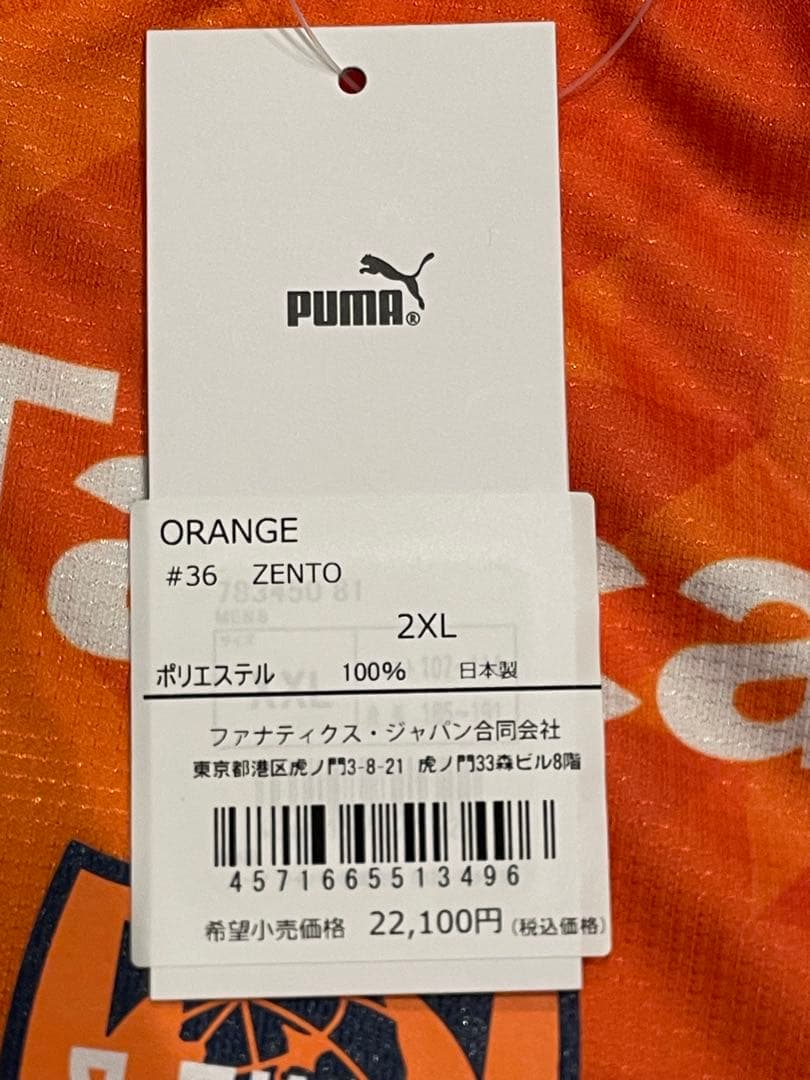 PUMA®
ORANGE
#36 ZENTO
2XL
ポリエステル 100% 日本製
ファナティクス・ジャパン合同会社
東京都港区虎ノ門3-8-21 虎ノ門33森ビル8階
4571665513496
希望小売価格 22,100円(税込価格)